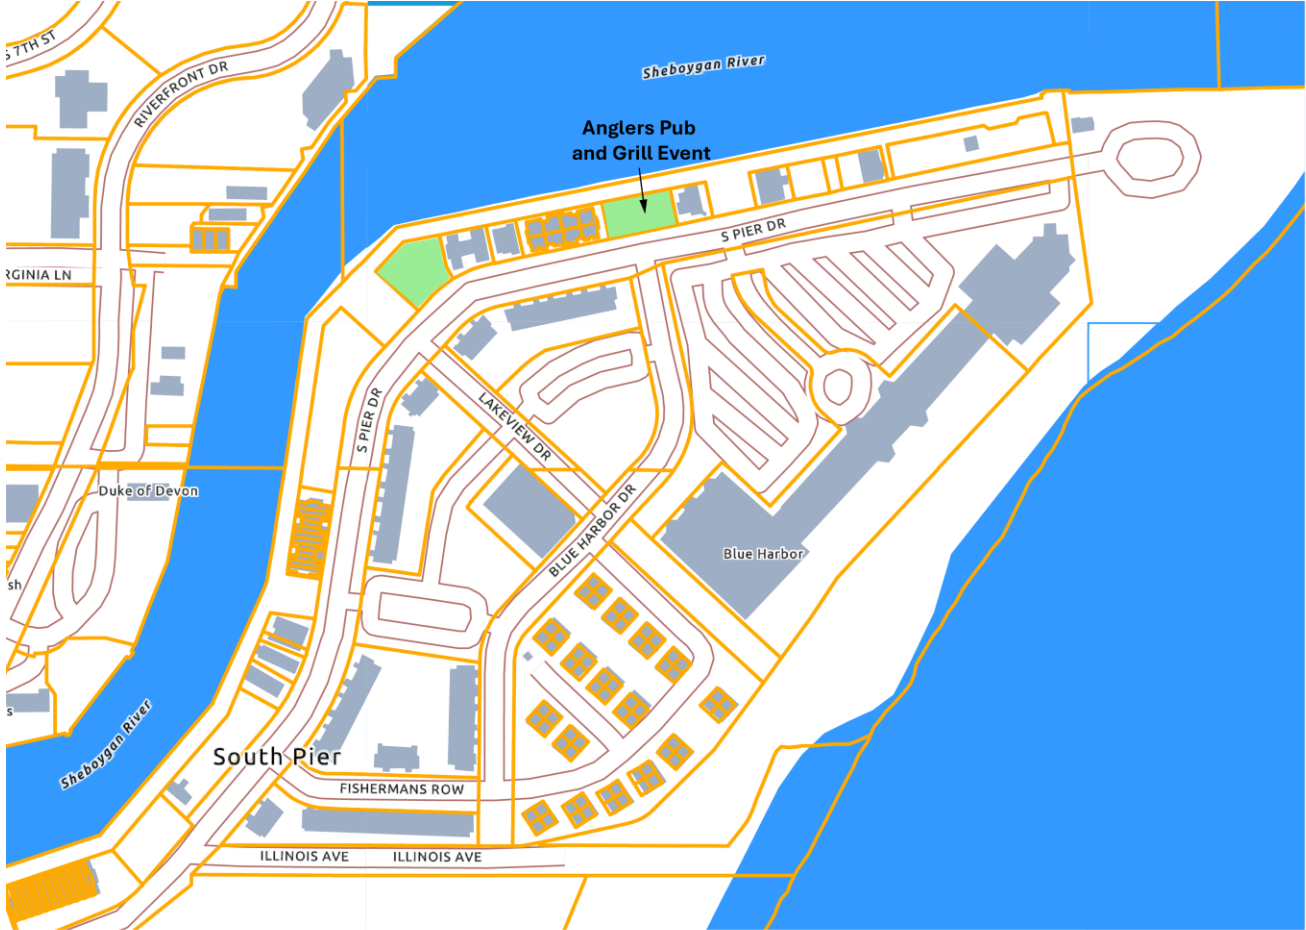 S 7TH ST
RIVERFRONT DR
Sheboygan River
Anglers Pub
and Grill Event
S PIER DR
RGINIA LN
S PIER DR
LAKEVIEW DR
Duke of Devon
BLUE HARBOR DR
Blue Harbor
sh
s
Sheboygan River
South Pier
FISHERMANS ROW
ILLINOIS AVE
ILLINOIS AVE